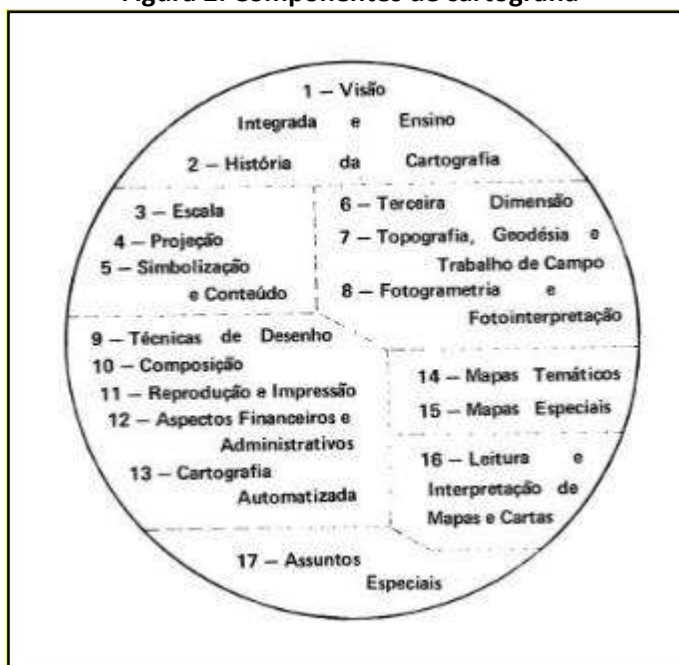 Figura 2. Componentes de cartografia
1 – Visão
Integrada e Ensino
2 – História da Cartografia
3 – Escala
4 – Projeção
5 – Simbolização
e Conteúdo
6 – Terceira Dimensão
7 – Topografia, Geodésia e
Trabalho de Campo
8 – Fotogrametria e
Fotointerpretação
9 – Técnicas de Desenho
10 – Composição
11 – Reprodução e Impressão
12 – Aspectos Financeiros e
Administrativos
13 – Cartografia
Automatizada
14 – Mapas Temáticos
15 – Mapas Especiais
16 – Leitura e
Interpretação de
Mapas e Cartas
17 – Assuntos
Especiais